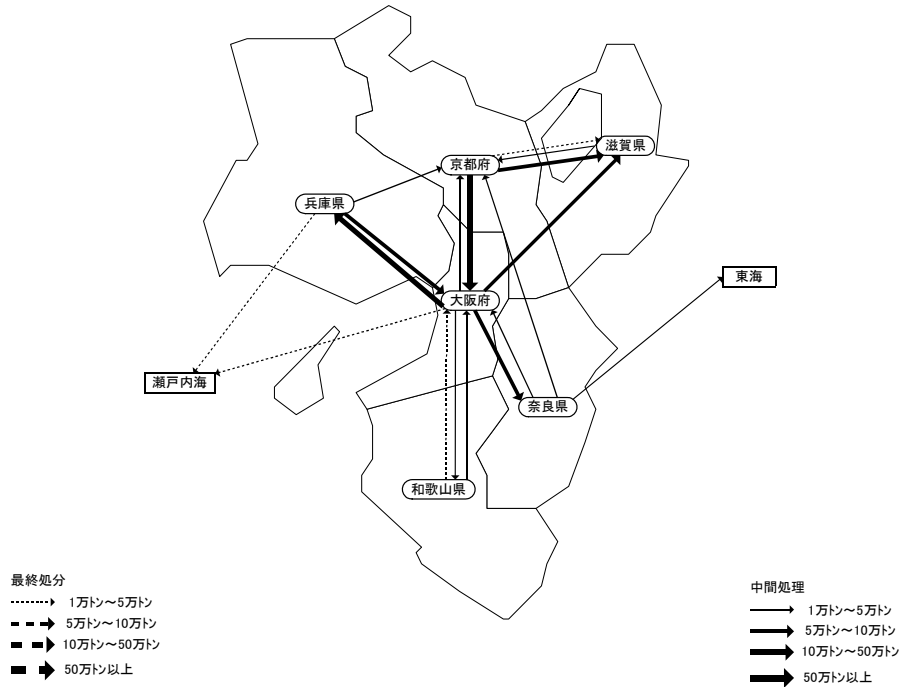 滋賀県
京都府
兵庫県
東海
大阪府
瀬戸内海
奈良県
和歌山県
最終処分
1万トン～5万トン
5万トン～10万トン
10万トン～50万トン
50万トン以上
中間処理
1万トン～5万トン
5万トン～10万トン
10万トン～50万トン
50万トン以上